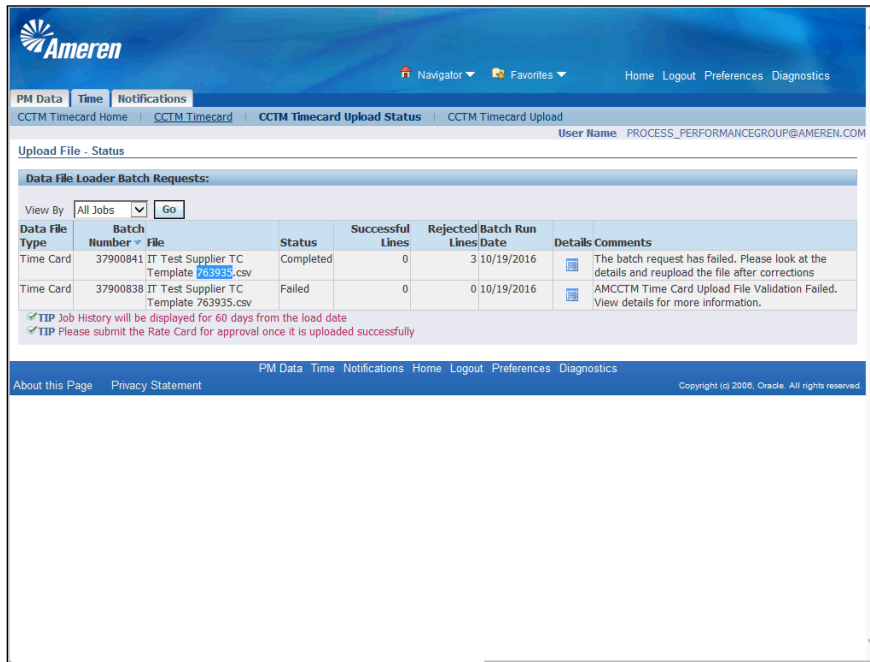 Ameren
Navigator Favorites Home Logout Preferences Diagnostics
PM Data Time Notifications
CCTM Timecard Home | CCTM Timecard | CCTM Timecard Upload Status | CCTM Timecard Upload
User Name PROCESS_PERFORMANCEGROUP@AMEREN.COM
Upload File - Status
Data File Loader Batch Requests:
View By All Jobs Go
Data File Batch Successful Rejected Batch Run
Type Number File Status Lines Lines Date Details Comments
Time Card 37900841 IT Test Supplier TC Completed 0 3 10/19/2016 The batch request has failed. Please look at the
Template 763935.csv details and reupload the file after corrections
Time Card 37900838 IT Test Supplier TC Failed 0 0 10/19/2016 AMCCTM Time Card Upload File Validation Failed.
Template 763935.csv View details for more information.
TIP Job History will be displayed for 60 days from the load date
TIP Please submit the Rate Card for approval once it is uploaded successfully
PM Data Time Notifications Home Logout Preferences Diagnostics
About this Page Privacy Statement Copyright (c) 2006, Oracle. All rights reserved.